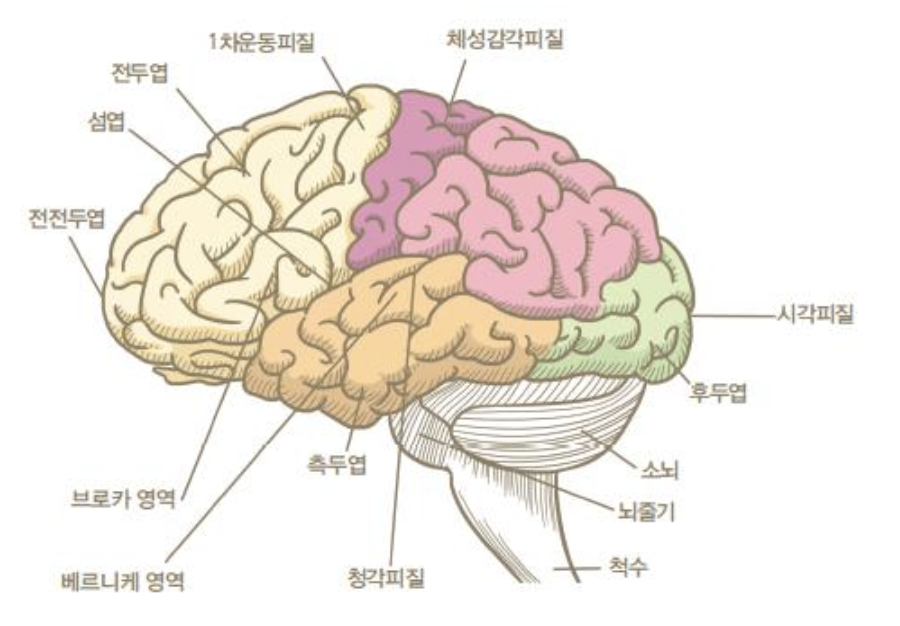 1차운동피질
체성감각피질
전두엽
섬엽
전전두엽
시각피질
후두엽
측두엽
소뇌
브로카 영역
뇌줄기
베르니케 영역
청각피질
척수